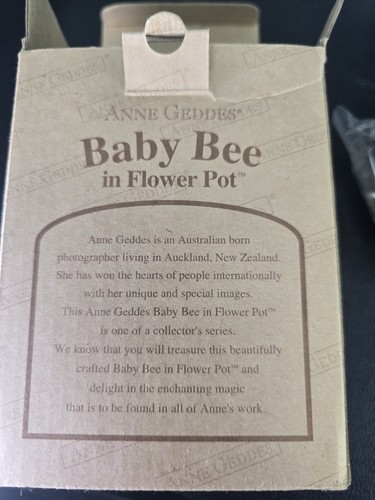 ANNE GEDDES®
Baby Bee
in Flower Pot™
Anne Geddes is an Australian born
photographer living in Auckland, New Zealand.
She has won the hearts of people internationally
with her unique and special images.
This Anne Geddes Baby Bee in Flower Pot™
is one of a collector's series.
We know that you will treasure this beautifully
crafted Baby Bee in Flower Pot™ and
delight in the enchanting magic
that is to be found in all of Anne's work.
ANNE GEDDES